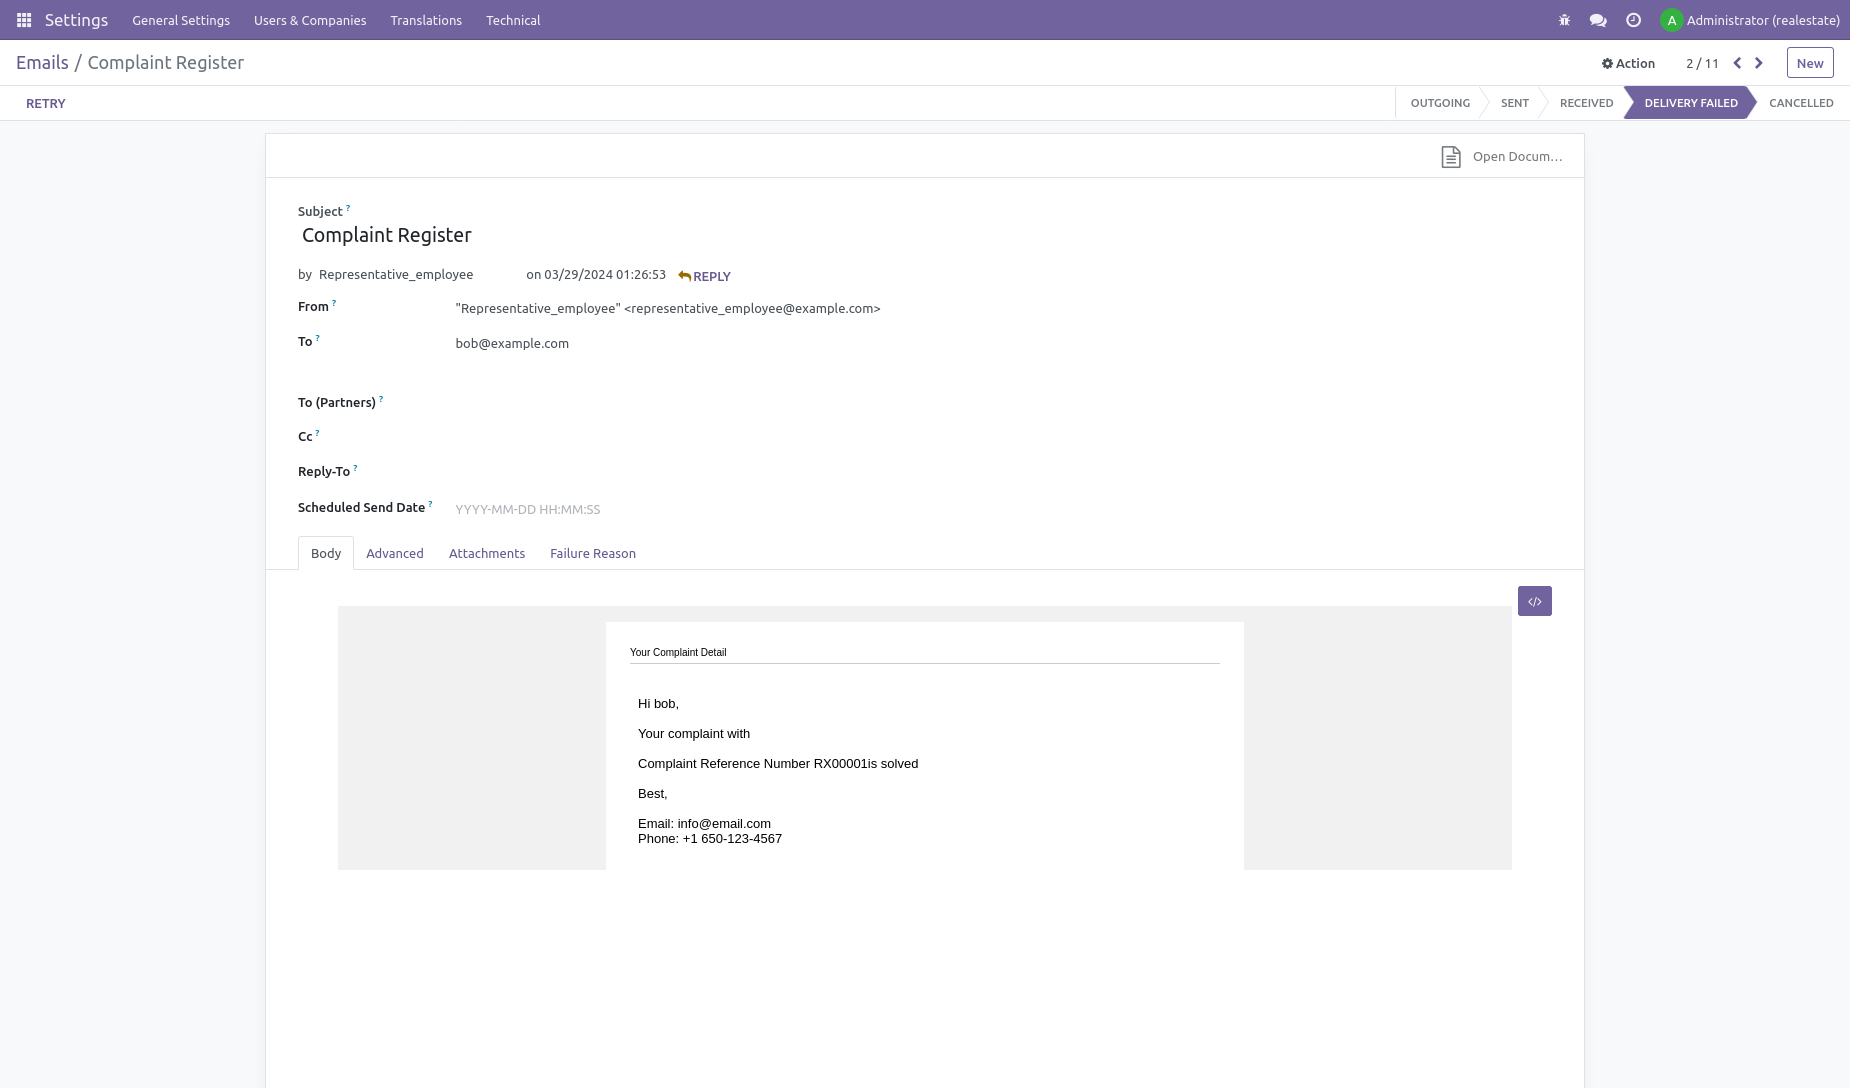 Settings General Settings Users & Companies Translations Technical A Administrator (realestate)
Emails / Complaint Register Action 2 / 11 New
RETRY OUTGOING SENT RECEIVED DELIVERY FAILED CANCELLED
Open Docum...
Subject ?
Complaint Register
by Representative_employee on 03/29/2024 01:26:53 REPLY
From ? "Representative_employee" <representative_employee@example.com>
To ? bob@example.com
To (Partners) ?
Cc ?
Reply-To ?
Scheduled Send Date ? YYYY-MM-DD HH:MM:SS
Body Advanced Attachments Failure Reason
</>
Your Complaint Detail
Hi bob,
Your complaint with
Complaint Reference Number RX00001is solved
Best,
Email: info@email.com
Phone: +1 650-123-4567